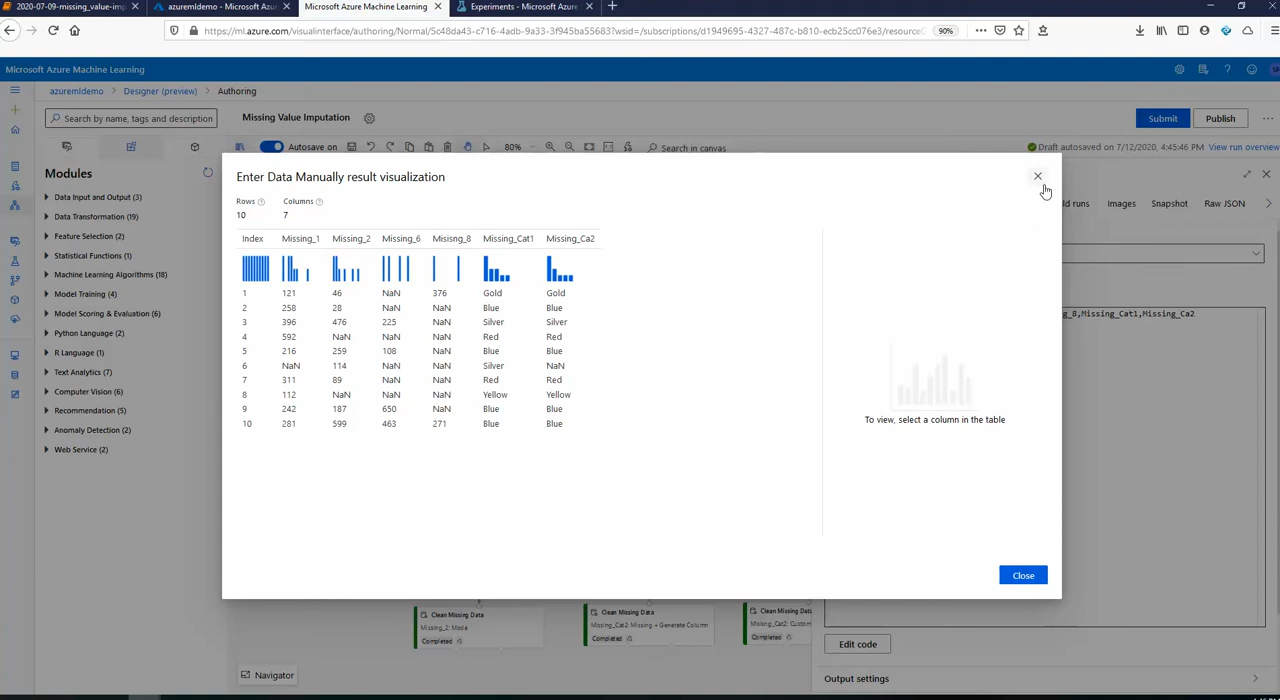 2020-07-09-missing_value-imp
azuremldemo - Microsoft Azure
Microsoft Azure Machine Learning
Experiments - Microsoft Azure
https://ml.azure.com/visualinterface/authoring/Normal/5c48da43-c716-4adb-9a33-3f945ba55683?wsid=/subscriptions/d1949695-4327-487c-b810-ecb25cc076e3/resource
90%
Microsoft Azure Machine Learning
azuremldemo > Designer (preview) > Authoring
Search by name, tags and description
Missing Value Imputation
Submit
Publish
Autosave on
80%
Search in canvas
Draft autosaved on 7/12/2020, 4:45:46 PM
View run overview
Modules
Data Input and Output (3)
Data Transformation (19)
Feature Selection (2)
Statistical Functions (1)
Machine Learning Algorithms (18)
Model Training (4)
Model Scoring & Evaluation (6)
Python Language (2)
R Language (1)
Text Analytics (7)
Computer Vision (6)
Recommendation (5)
Anomaly Detection (2)
Web Service (2)
Enter Data Manually result visualization
Rows Columns
10 7
Index Missing_1 Missing_2 Missing_6 Misisng_8 Missing_Cat1 Missing_Ca2
1 121 46 NaN 376 Gold Gold
2 258 28 NaN NaN Blue Blue
3 396 476 225 NaN Silver Silver
4 592 NaN NaN NaN Red Red
5 216 259 108 NaN Blue Blue
6 NaN 114 NaN NaN Silver NaN
7 311 89 NaN NaN Red Red
8 112 NaN NaN NaN Yellow Yellow
9 242 187 650 NaN Blue Blue
10 281 599 463 271 Blue Blue
To view, select a column in the table
Close
ld runs Images Snapshot Raw JSON
g_8,Missing_Cat1,Missing_Ca2
Clean Missing Data
Missing_2: Mode
Completed
Clean Missing Data
Missing_Cat2: Missing + Generate Column
Completed
Clean Missing Data
Missing_Cat2: Custom
Completed
Edit code
Navigator
Output settings